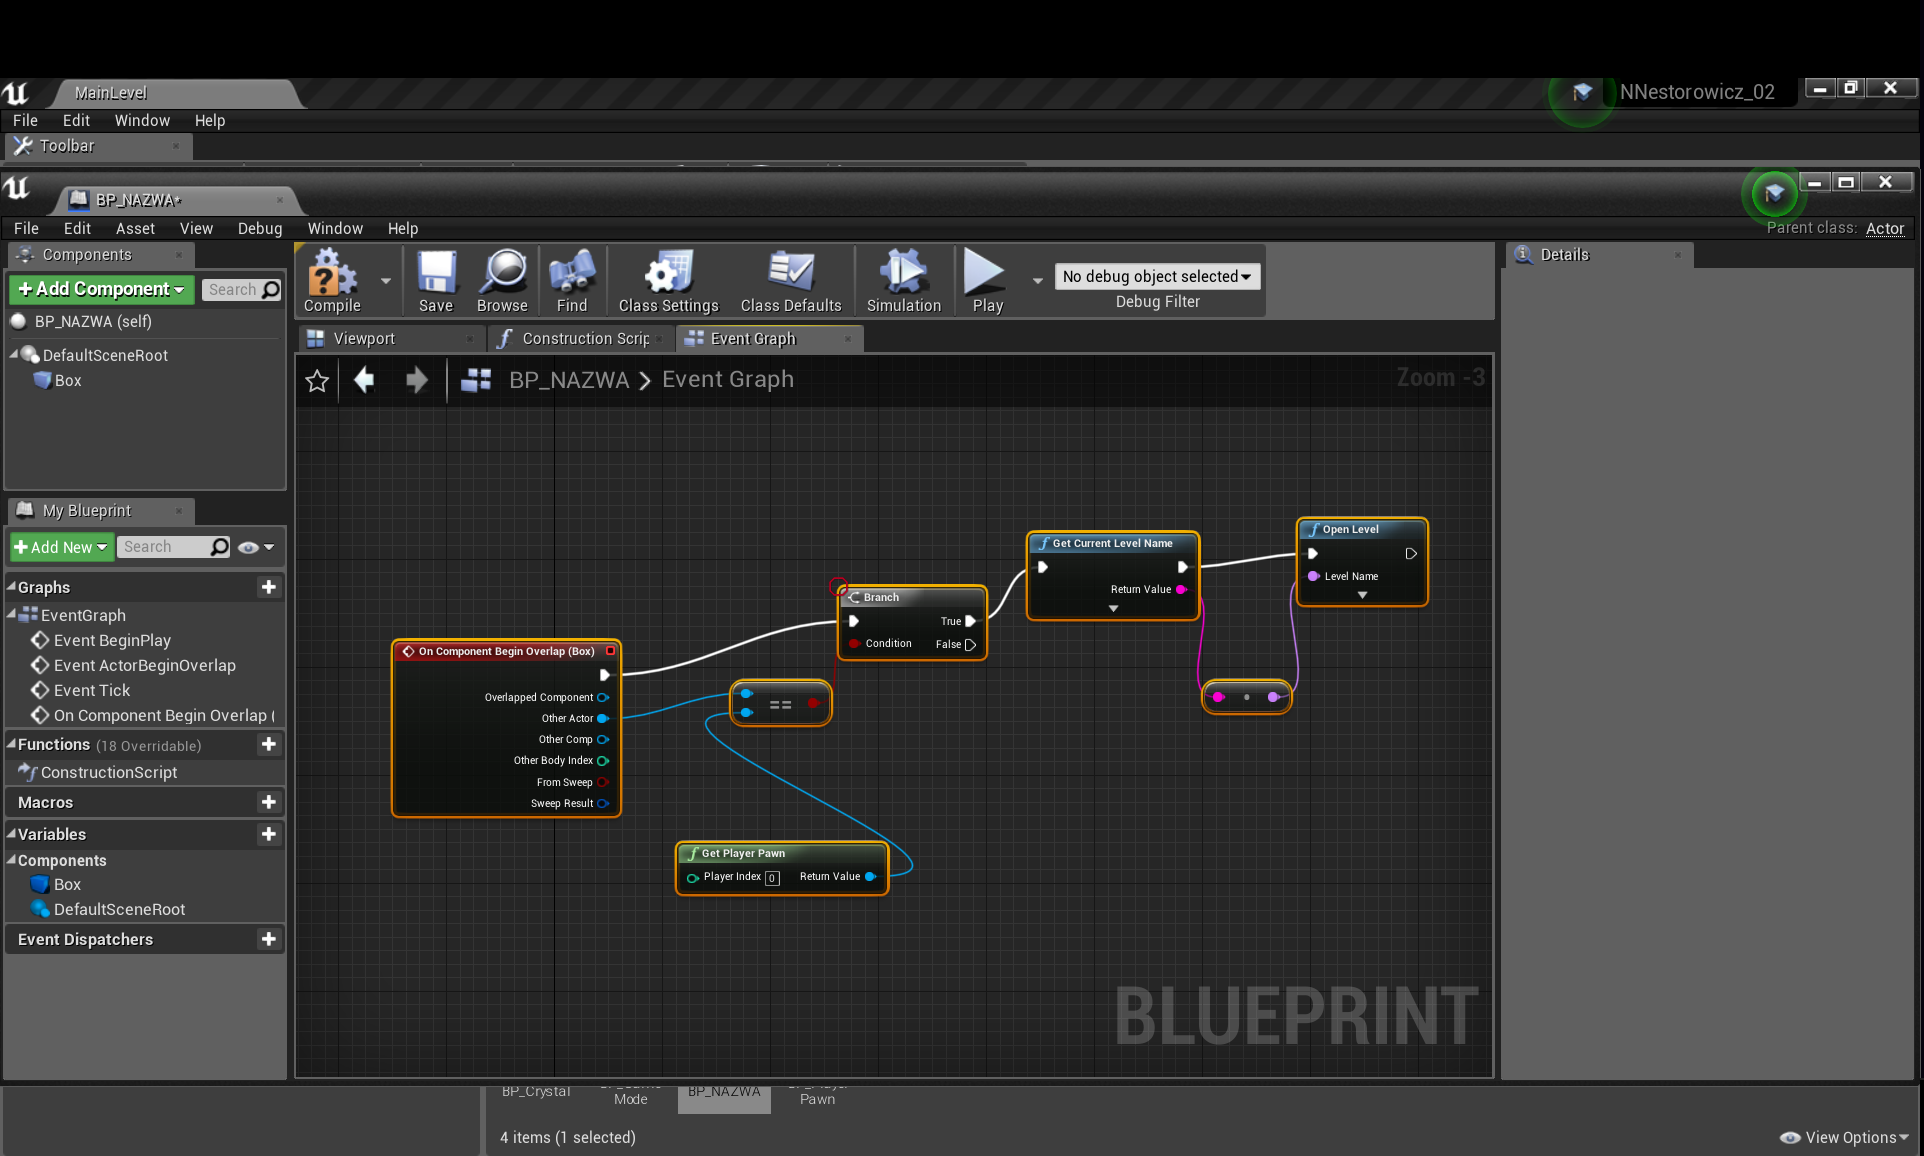 MainLevel
NNestorowicz_02
File Edit Window Help
Toolbar
BP_NAZWA*
File Edit Asset View Debug Window Help
Parent class: Actor
Components
+Add Component
Search
BP_NAZWA (self)
DefaultSceneRoot
Box
Compile
Save
Browse
Find
Class Settings
Class Defaults
Simulation
Play
No debug object selected
Debug Filter
Details
Viewport
Construction Scrip
Event Graph
BP_NAZWA > Event Graph
Zoom -3
My Blueprint
+Add New
Search
Graphs
EventGraph
Event BeginPlay
Event ActorBeginOverlap
Event Tick
On Component Begin Overlap (
Functions (18 Overridable)
ConstructionScript
Macros
Variables
Components
Box
DefaultSceneRoot
Event Dispatchers
On Component Begin Overlap (Box)
Overlapped Component
Other Actor
Other Comp
Other Body Index
From Sweep
Sweep Result
==
Get Player Pawn
Player Index 0
Return Value
Branch
True
Condition
False
Get Current Level Name
Return Value
Open Level
Level Name
BLUEPRINT
BP_Crystal
Mode
BP_NAZWA
Pawn
4 items (1 selected)
View Options